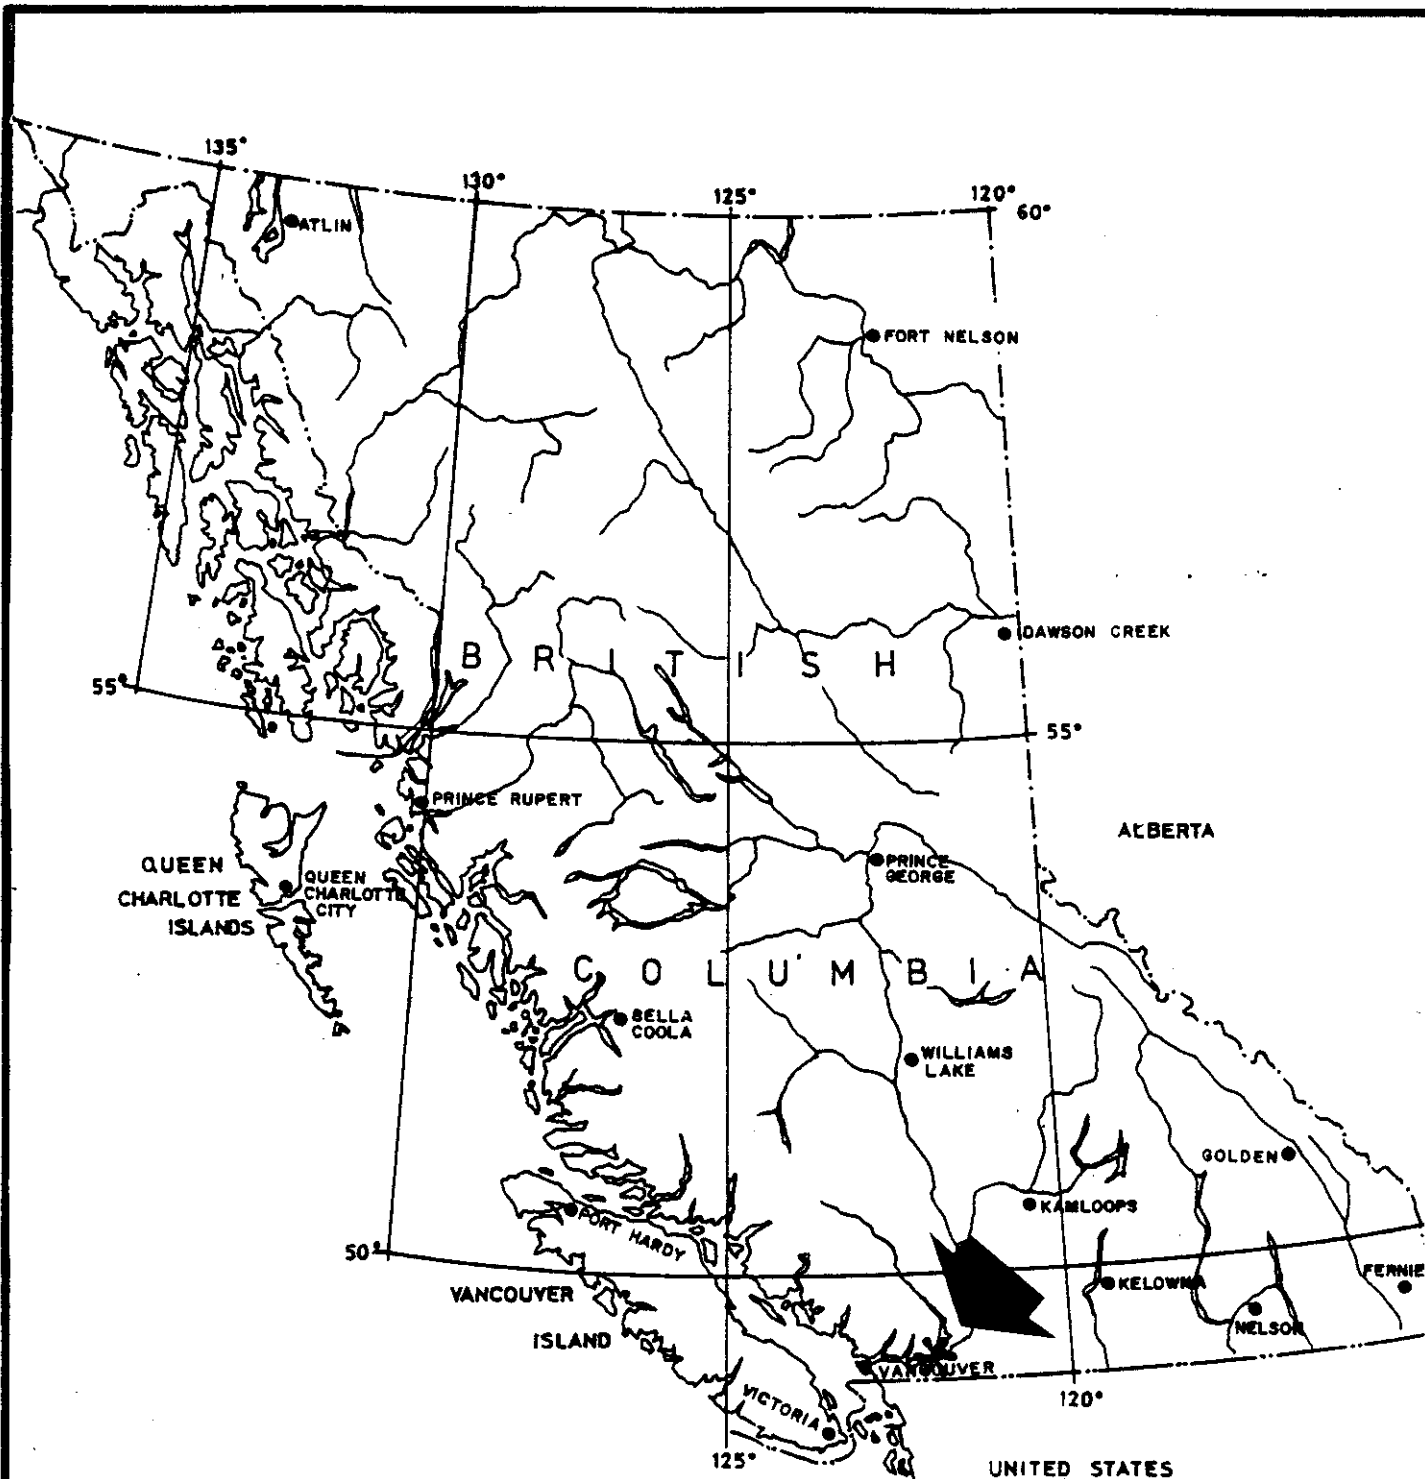 135°
130°
125°
120°
60°
ATLIN
FORT NELSON
DAWSON CREEK
B R I T I S H
55°
55°
PRINCE RUPERT
ALBERTA
QUEEN
CHARLOTTE
ISLANDS
QUEEN
CHARLOTTE
CITY
PRINCE
GEORGE
C O L U M B I A
BELLA
COOLA
WILLIAMS
LAKE
GOLDEN
KAMLOOPS
PORT HARDY
50°
VANCOUVER
ISLAND
KELOWNA
FERNIE
NELSON
VANCOUVER
VICTORIA
120°
125°
UNITED STATES